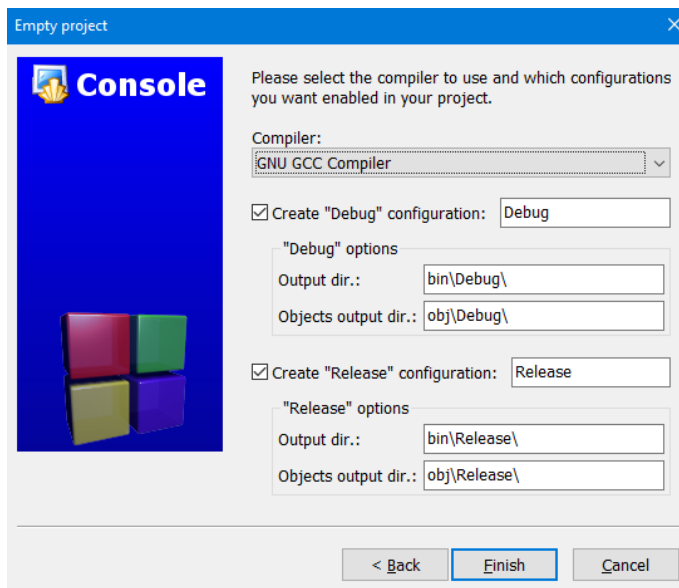 Empty project
Console
Please select the compiler to use and which configurations
you want enabled in your project.
Compiler:
GNU GCC Compiler
Create "Debug" configuration: Debug
"Debug" options
Output dir.: bin\Debug\
Objects output dir.: obj\Debug\
Create "Release" configuration: Release
"Release" options
Output dir.: bin\Release\
Objects output dir.: obj\Release\
< Back Finish Cancel